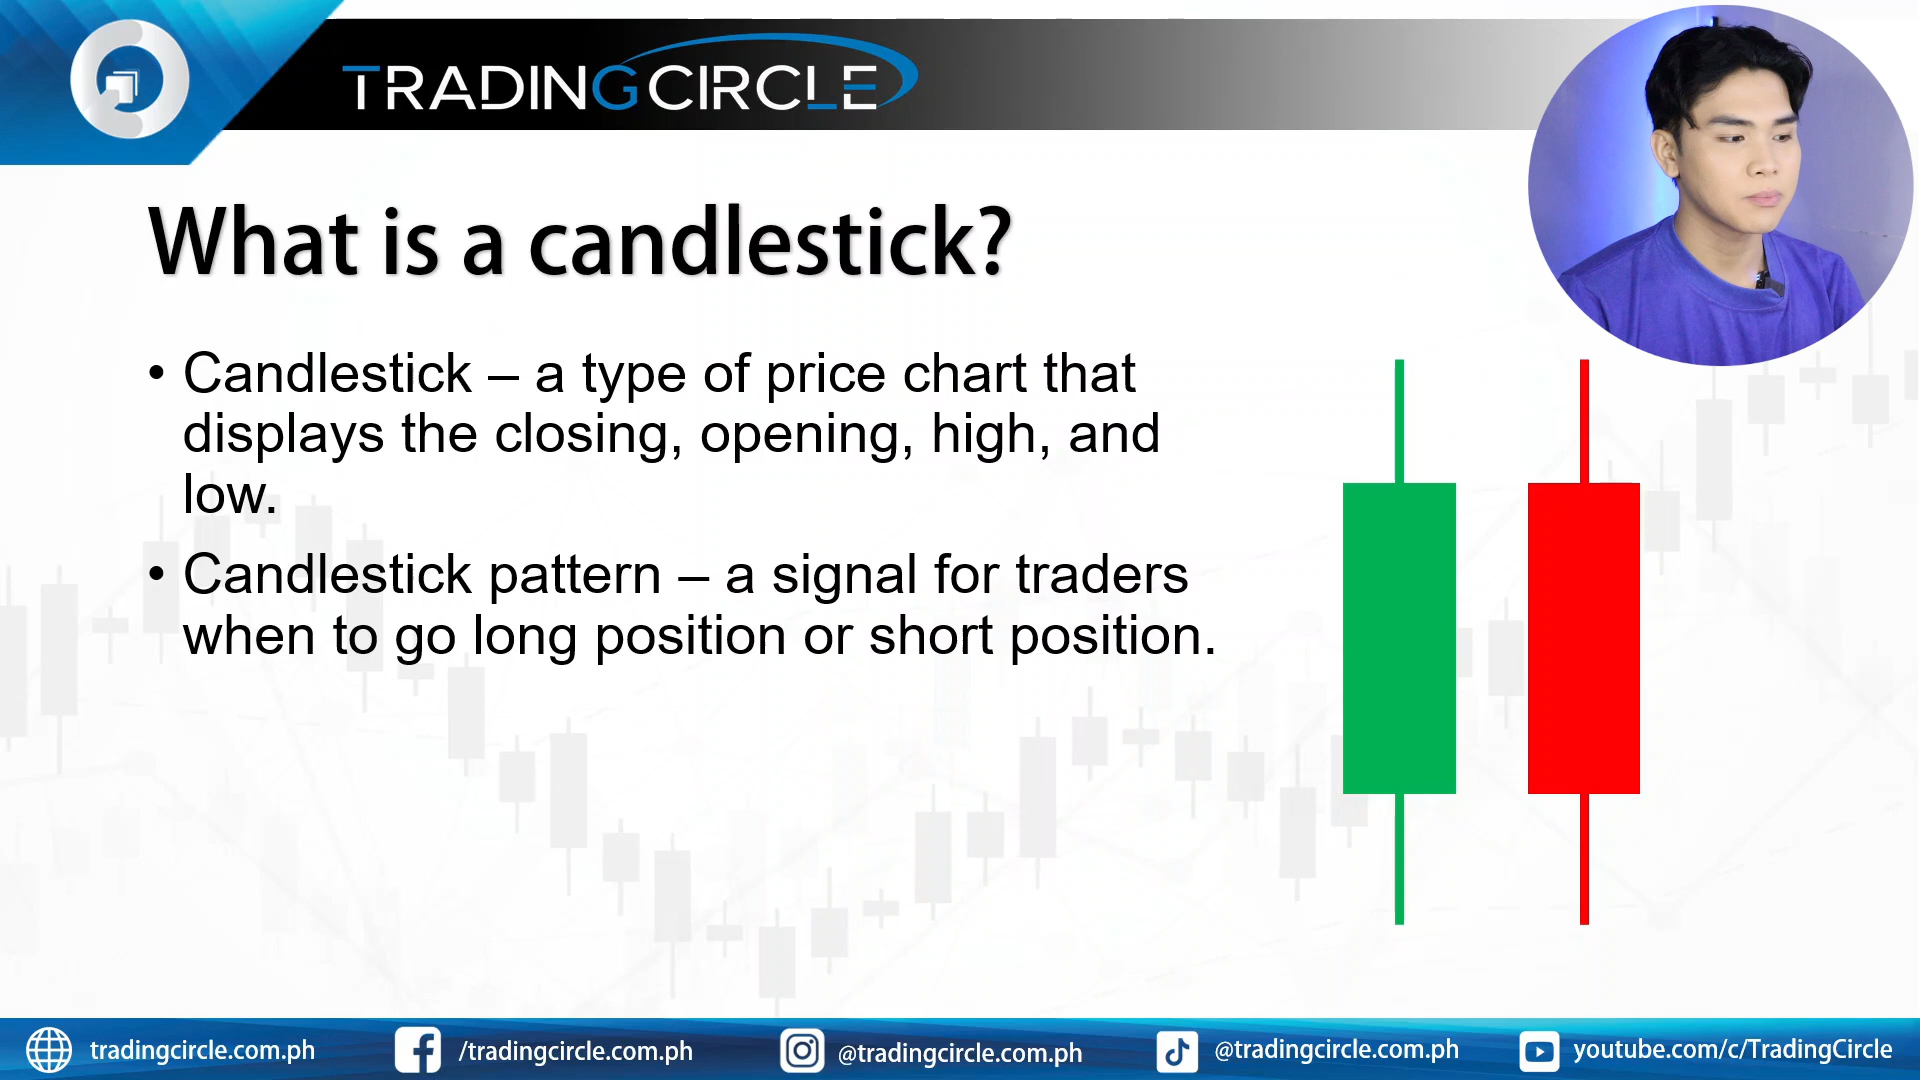 TRADINGCIRCLE
What is a candlestick?
• Candlestick – a type of price chart that
displays the closing, opening, high, and
low.
• Candlestick pattern – a signal for traders
when to go long position or short position.
tradingcircle.com.ph
/tradingcircle.com.ph
@tradingcircle.com.ph
@tradingcircle.com.ph
youtube.com/c/TradingCircle